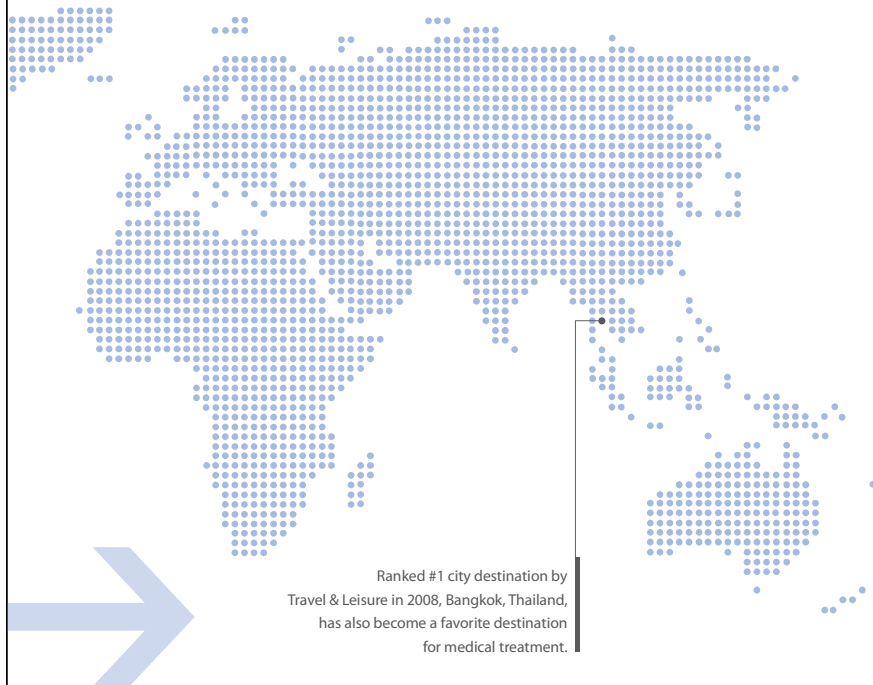 Ranked #1 city destination by
Travel & Leisure in 2008, Bangkok, Thailand,
has also become a favorite destination
for medical treatment.